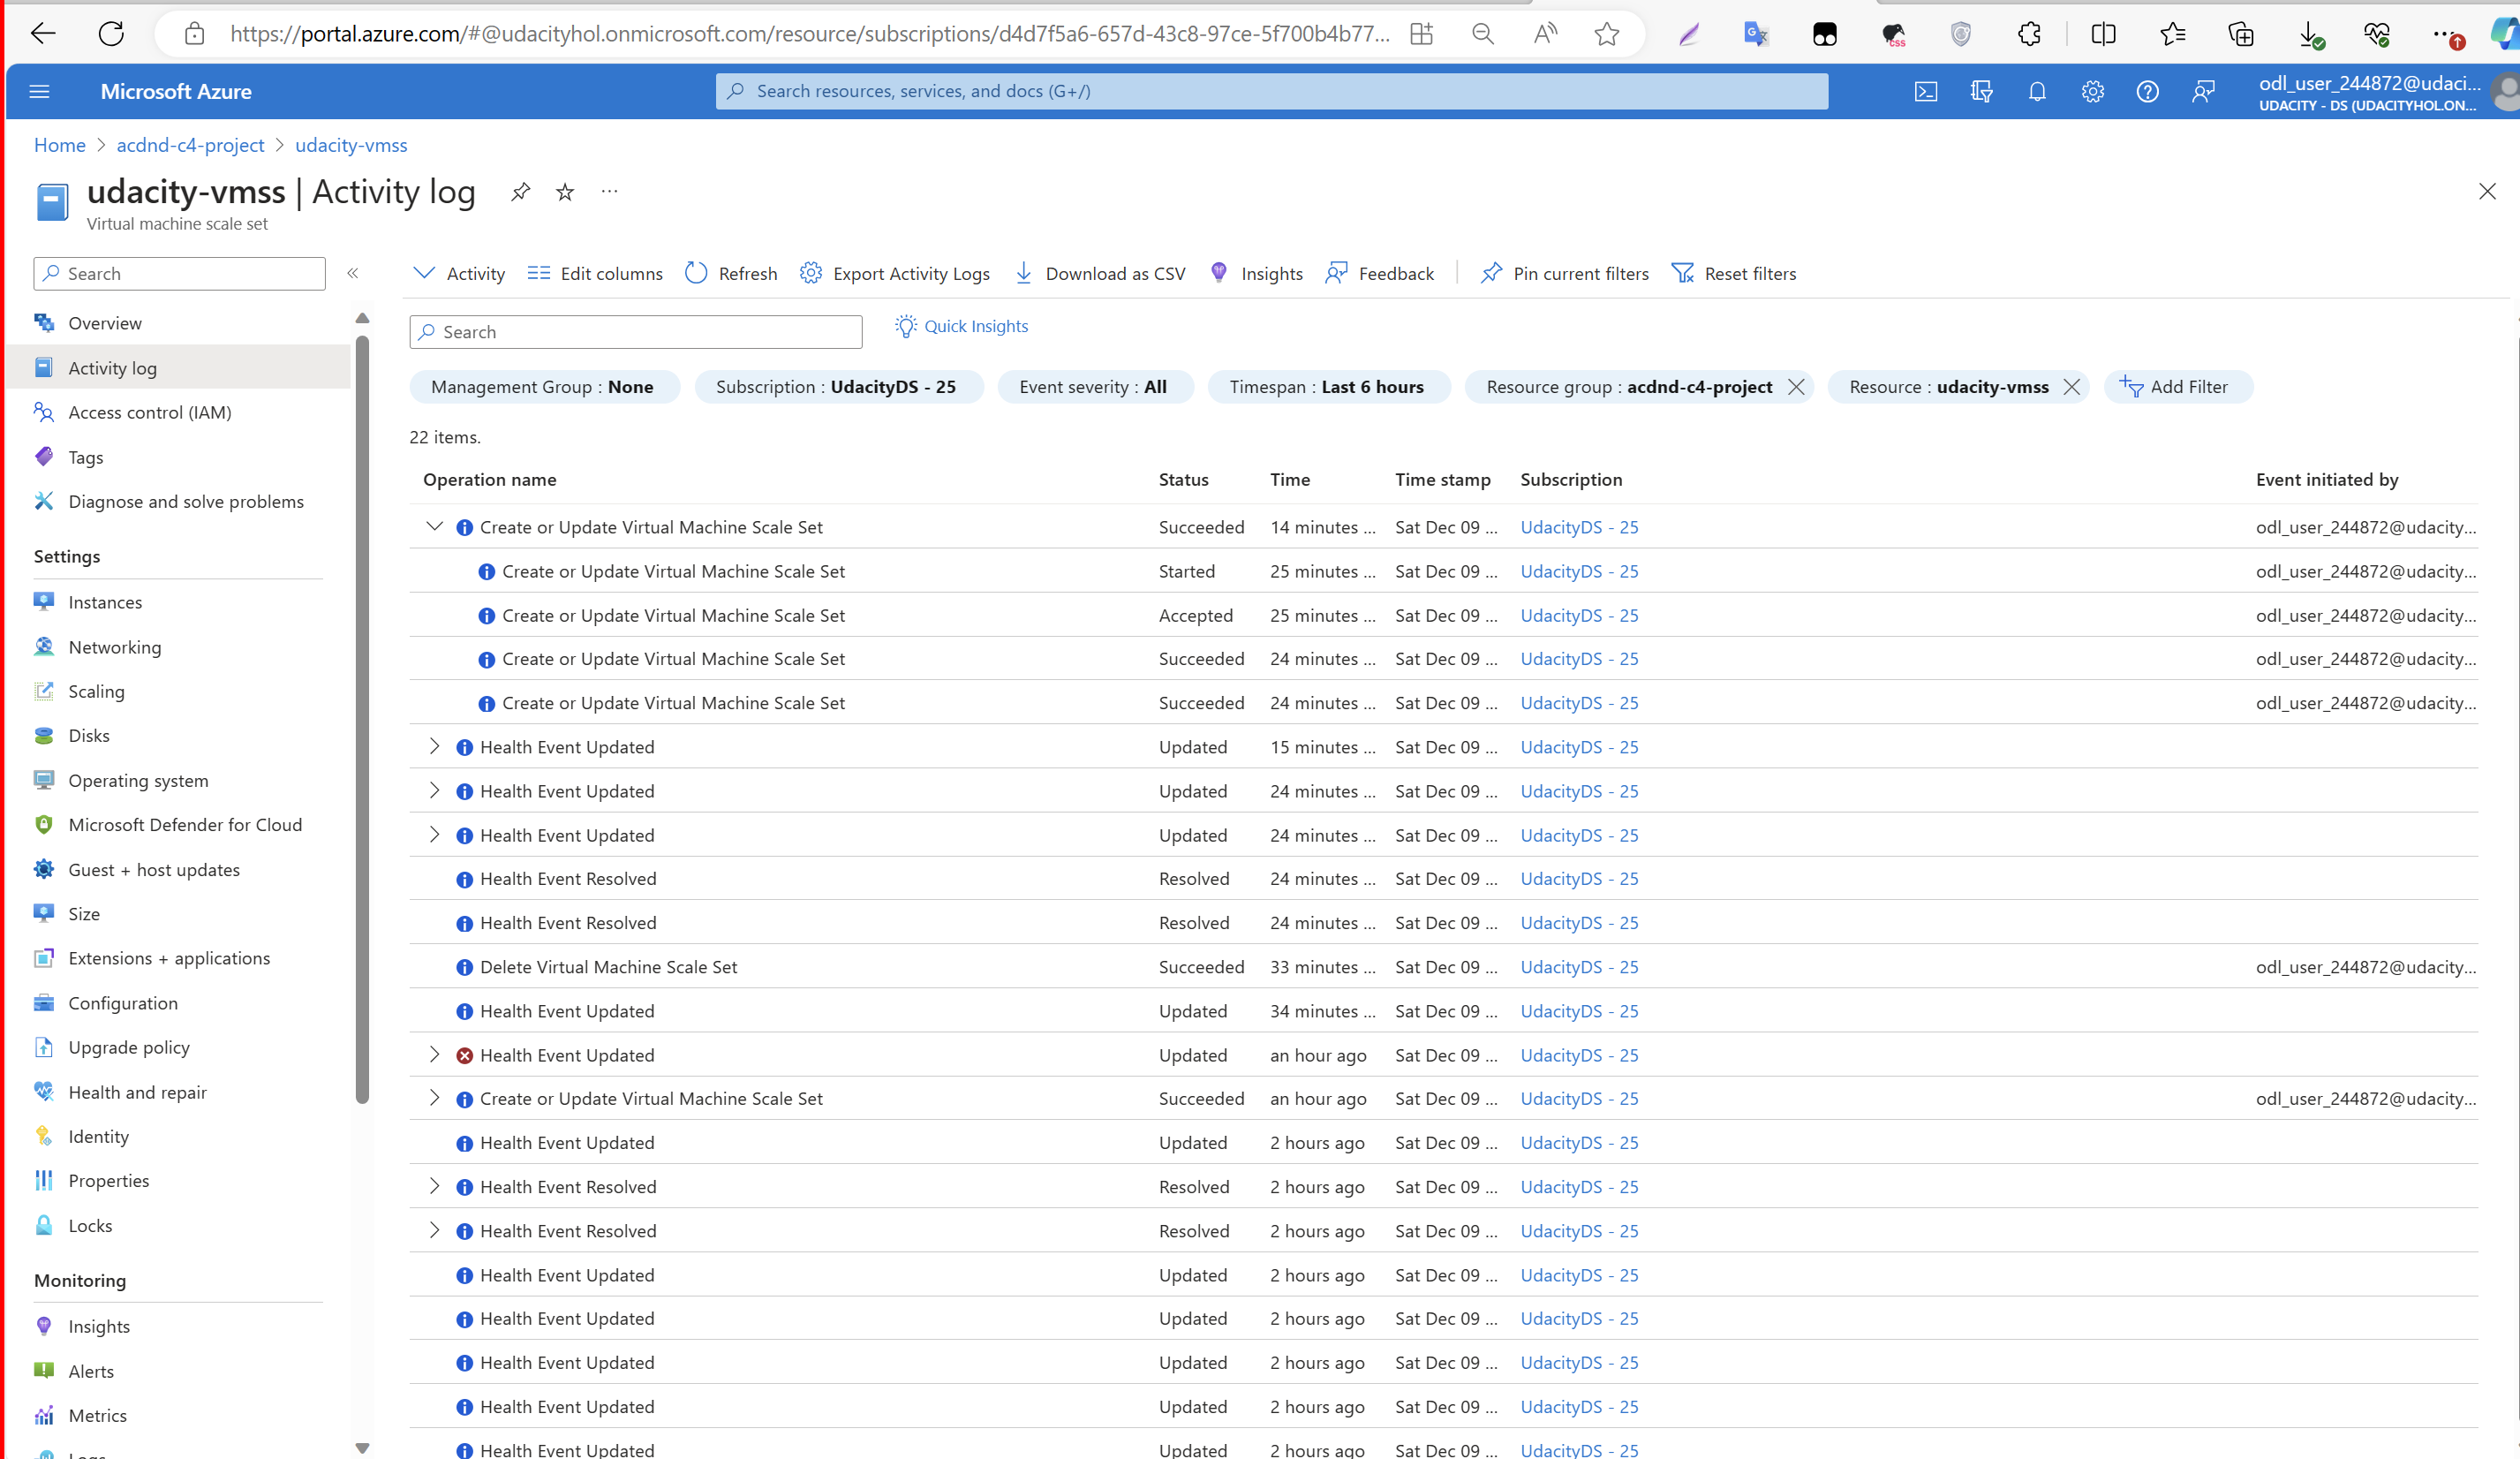 https://portal.azure.com/#@udacityhol.onmicrosoft.com/resource/subscriptions/d4d7f5a6-657d-43c8-97ce-5f700b4b77...
Microsoft Azure
Search resources, services, and docs (G+/)
odl_user_244872@udaci...
UDACITY - DS (UDACITYHOL.ON...
Home > acdnd-c4-project > udacity-vmss
udacity-vmss | Activity log ...
Virtual machine scale set
Search
Overview
Activity log
Access control (IAM)
Tags
Diagnose and solve problems
Settings
Instances
Networking
Scaling
Disks
Operating system
Microsoft Defender for Cloud
Guest + host updates
Size
Extensions + applications
Configuration
Upgrade policy
Health and repair
Identity
Properties
Locks
Monitoring
Insights
Alerts
Metrics
Logs
Activity Edit columns Refresh Export Activity Logs Download as CSV Insights Feedback Pin current filters Reset filters
Search Quick Insights
Management Group : None Subscription : UdacityDS - 25 Event severity : All Timespan : Last 6 hours Resource group : acdnd-c4-project Resource : udacity-vmss Add Filter
22 items.
Operation name Status Time Time stamp Subscription Event initiated by
Create or Update Virtual Machine Scale Set Succeeded 14 minutes ... Sat Dec 09 ... UdacityDS - 25 odl_user_244872@udacity...
Create or Update Virtual Machine Scale Set Started 25 minutes ... Sat Dec 09 ... UdacityDS - 25 odl_user_244872@udacity...
Create or Update Virtual Machine Scale Set Accepted 25 minutes ... Sat Dec 09 ... UdacityDS - 25 odl_user_244872@udacity...
Create or Update Virtual Machine Scale Set Succeeded 24 minutes ... Sat Dec 09 ... UdacityDS - 25 odl_user_244872@udacity...
Create or Update Virtual Machine Scale Set Succeeded 24 minutes ... Sat Dec 09 ... UdacityDS - 25 odl_user_244872@udacity...
Health Event Updated Updated 15 minutes ... Sat Dec 09 ... UdacityDS - 25
Health Event Updated Updated 24 minutes ... Sat Dec 09 ... UdacityDS - 25
Health Event Updated Updated 24 minutes ... Sat Dec 09 ... UdacityDS - 25
Health Event Resolved Resolved 24 minutes ... Sat Dec 09 ... UdacityDS - 25
Health Event Resolved Resolved 24 minutes ... Sat Dec 09 ... UdacityDS - 25
Delete Virtual Machine Scale Set Succeeded 33 minutes ... Sat Dec 09 ... UdacityDS - 25 odl_user_244872@udacity...
Health Event Updated Updated 34 minutes ... Sat Dec 09 ... UdacityDS - 25
Health Event Updated Updated an hour ago Sat Dec 09 ... UdacityDS - 25
Create or Update Virtual Machine Scale Set Succeeded an hour ago Sat Dec 09 ... UdacityDS - 25 odl_user_244872@udacity...
Health Event Updated Updated 2 hours ago Sat Dec 09 ... UdacityDS - 25
Health Event Resolved Resolved 2 hours ago Sat Dec 09 ... UdacityDS - 25
Health Event Resolved Resolved 2 hours ago Sat Dec 09 ... UdacityDS - 25
Health Event Updated Updated 2 hours ago Sat Dec 09 ... UdacityDS - 25
Health Event Updated Updated 2 hours ago Sat Dec 09 ... UdacityDS - 25
Health Event Updated Updated 2 hours ago Sat Dec 09 ... UdacityDS - 25
Health Event Updated Updated 2 hours ago Sat Dec 09 ... UdacityDS - 25
Health Event Updated Updated 2 hours ago Sat Dec 09 ... UdacityDS - 25